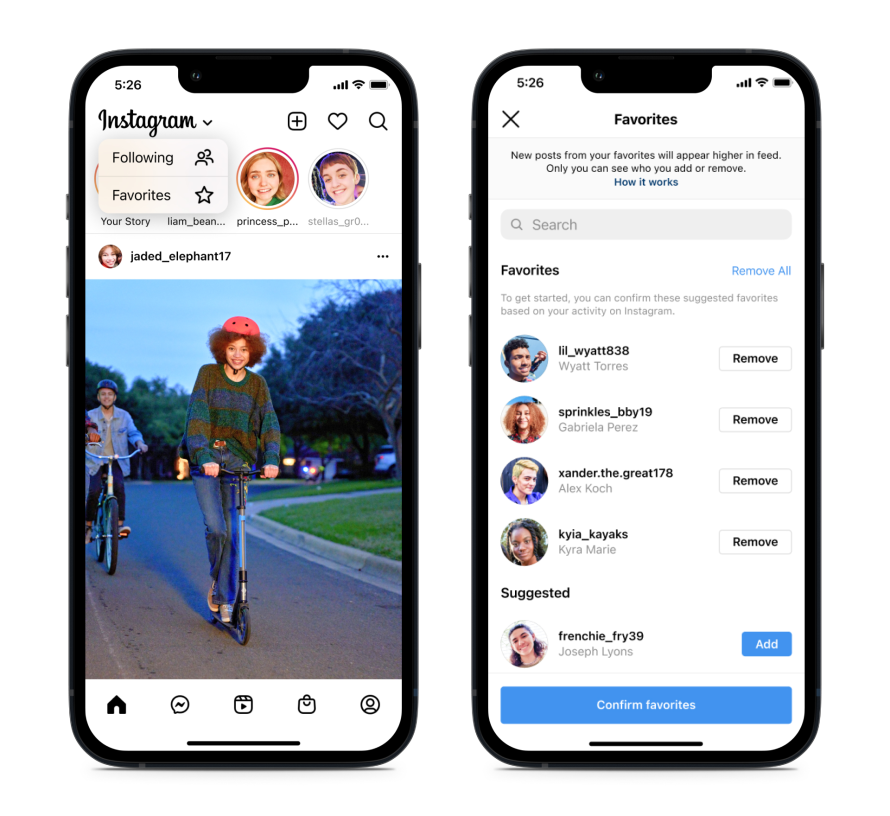 5:26
Instagram
Following
Favorites
Your Story
liam_bean...
princess_p...
stellas_gr0...
jaded_elephant17
5:26
Favorites
New posts from your favorites will appear higher in feed.
Only you can see who you add or remove.
How it works
Search
Favorites
Remove All
To get started, you can confirm these suggested favorites
based on your activity on Instagram.
lil_wyatt838
Wyatt Torres
Remove
sprinkles_bby19
Gabriela Perez
Remove
xander.the.great178
Alex Koch
Remove
kyia_kayaks
Kyra Marie
Remove
Suggested
frenchie_fry39
Joseph Lyons
Add
Confirm favorites